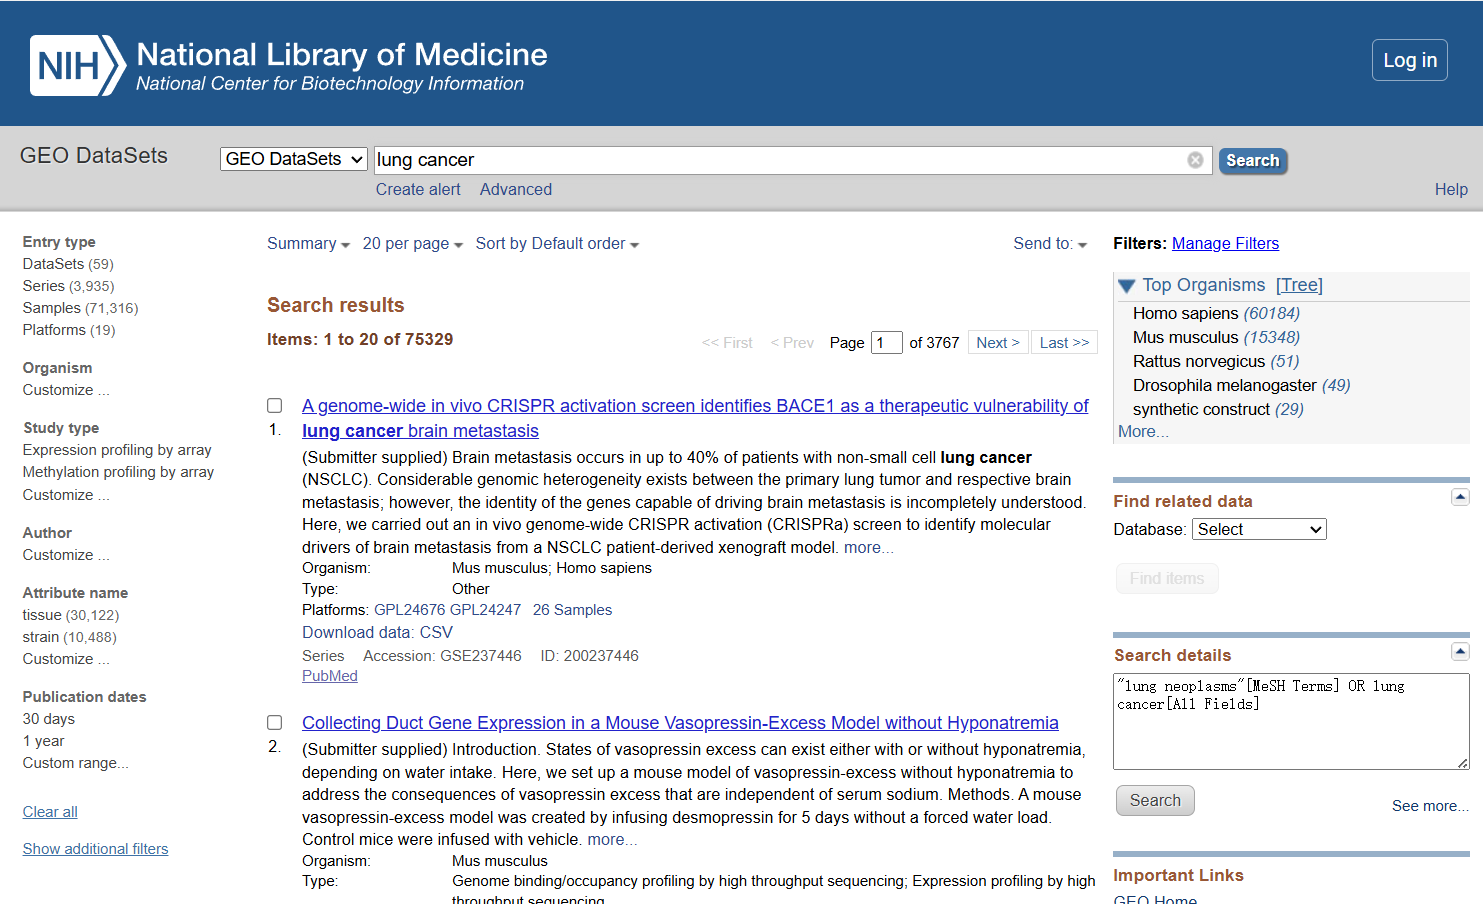 NIH National Library of Medicine
National Center for Biotechnology Information
Log in
GEO DataSets
GEO DataSets
lung cancer
Search
Create alert Advanced
Help
Entry type
DataSets (59)
Series (3,935)
Samples (71,316)
Platforms (19)
Organism
Customize ...
Study type
Expression profiling by array
Methylation profiling by array
Customize ...
Author
Customize ...
Attribute name
tissue (30,122)
strain (10,488)
Customize ...
Publication dates
30 days
1 year
Custom range...
Clear all
Show additional filters
Summary 20 per page Sort by Default order
Send to:
Search results
Items: 1 to 20 of 75329
<< First < Prev Page 1 of 3767 Next > Last >>
A genome-wide in vivo CRISPR activation screen identifies BACE1 as a therapeutic vulnerability of
1. lung cancer brain metastasis
(Submitter supplied) Brain metastasis occurs in up to 40% of patients with non-small cell lung cancer
(NSCLC). Considerable genomic heterogeneity exists between the primary lung tumor and respective brain
metastasis; however, the identity of the genes capable of driving brain metastasis is incompletely understood.
Here, we carried out an in vivo genome-wide CRISPR activation (CRISPRa) screen to identify molecular
drivers of brain metastasis from a NSCLC patient-derived xenograft model. more...
Organism: Mus musculus; Homo sapiens
Type: Other
Platforms: GPL24676 GPL24247 26 Samples
Download data: CSV
Series Accession: GSE237446 ID: 200237446
PubMed
Collecting Duct Gene Expression in a Mouse Vasopressin-Excess Model without Hyponatremia
2. (Submitter supplied) Introduction. States of vasopressin excess can exist either with or without hyponatremia,
depending on water intake. Here, we set up a mouse model of vasopressin-excess without hyponatremia to
address the consequences of vasopressin excess that are independent of serum sodium. Methods. A mouse
vasopressin-excess model was created by infusing desmopressin for 5 days without a forced water load.
Control mice were infused with vehicle. more...
Organism: Mus musculus
Type: Genome binding/occupancy profiling by high throughput sequencing; Expression profiling by high
throughput sequencing
Filters: Manage Filters
Top Organisms [Tree]
Homo sapiens (60184)
Mus musculus (15348)
Rattus norvegicus (51)
Drosophila melanogaster (49)
synthetic construct (29)
More...
Find related data
Database: Select
Find items
Search details
"lung neoplasms"[MeSH Terms] OR lung
cancer[All Fields]
Search
See more...
Important Links
GEO Home